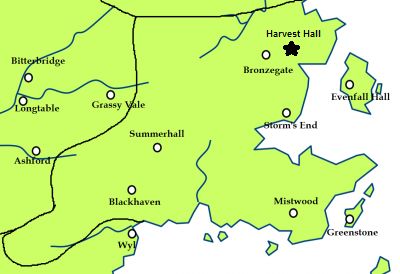 Harvest Hall
Bitterbridge
Bronzegate
Evenfall Hall
Longtable
Grassy Vale
Storm's End
Summerhall
Ashford
Blackhaven
Mistwood
Greenstone
Wyl